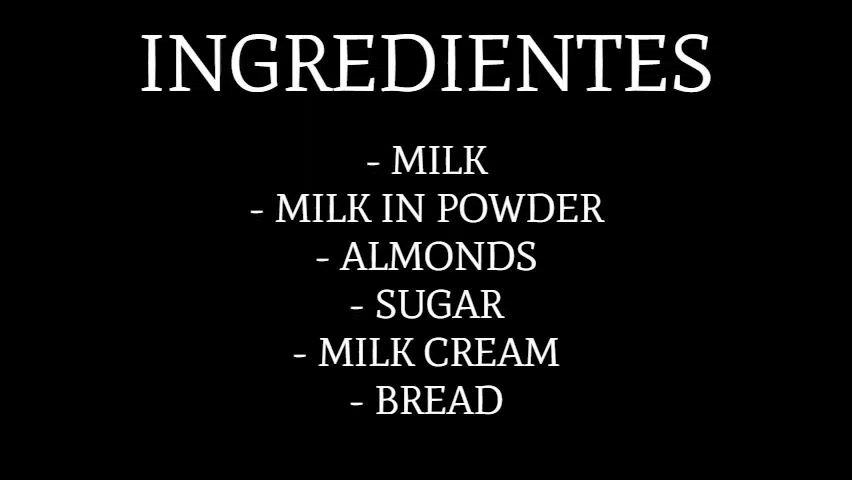 INGREDIENTES
- MILK
- MILK IN POWDER
- ALMONDS
- SUGAR
- MILK CREAM
- BREAD